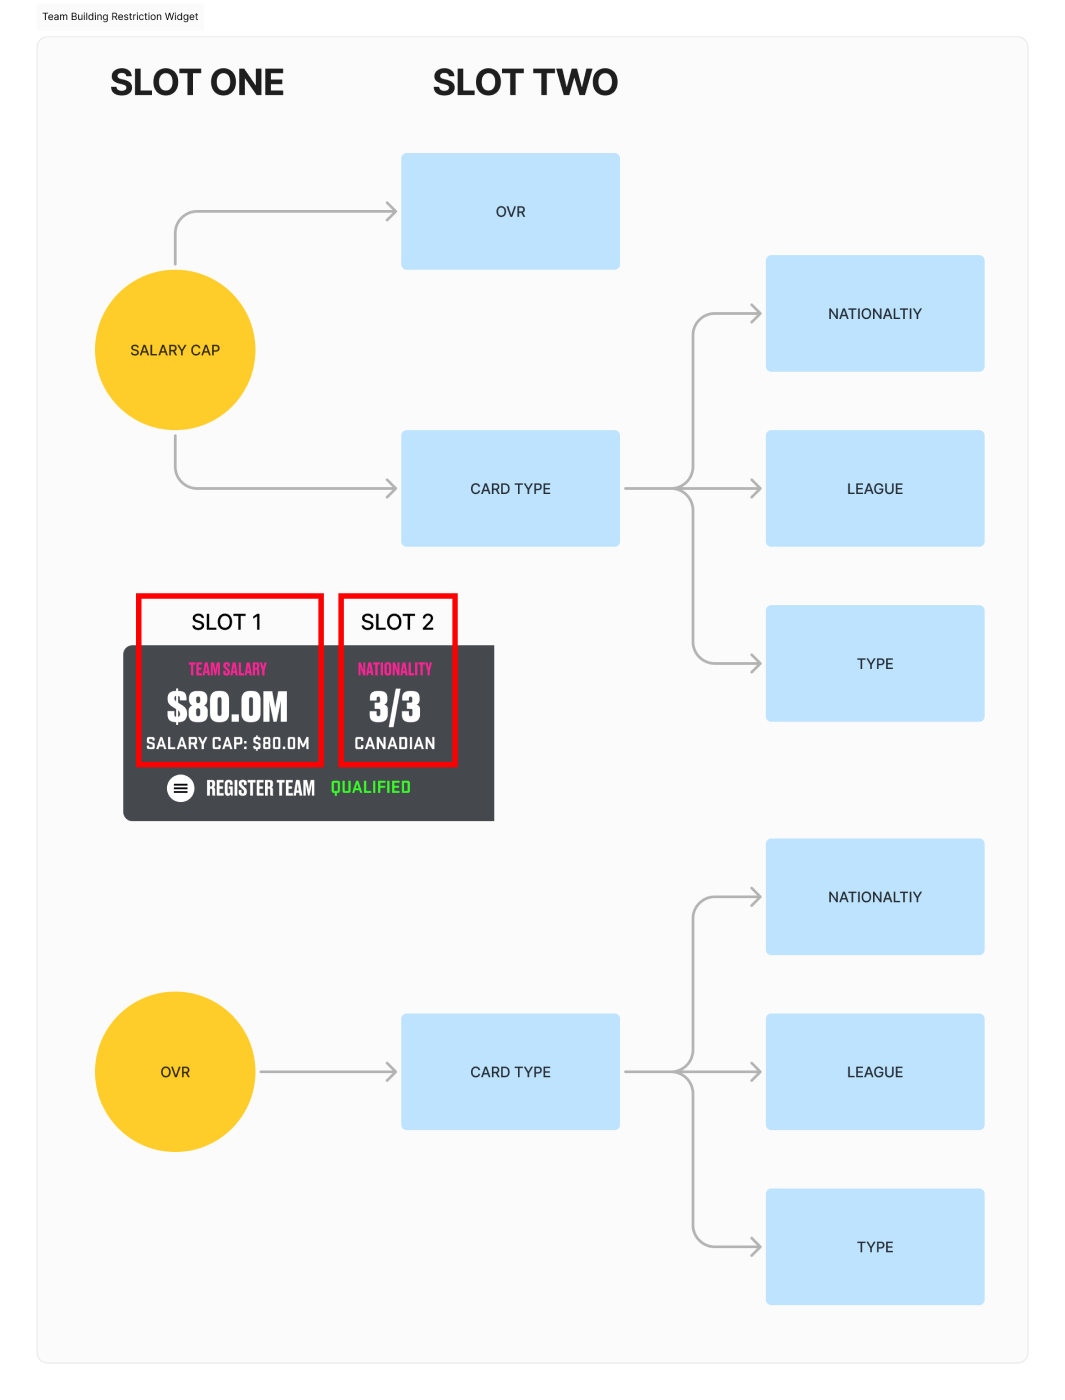 Team Building Restriction Widget
SLOT ONE
SLOT TWO
OVR
SALARY CAP
NATIONALTIY
CARD TYPE
LEAGUE
TYPE
SLOT 1
SLOT 2
TEAM SALARY
NATIONALITY
$80.0M
3/3
SALARY CAP: $80.0M
CANADIAN
REGISTER TEAM
QUALIFIED
NATIONALTIY
OVR
CARD TYPE
LEAGUE
TYPE